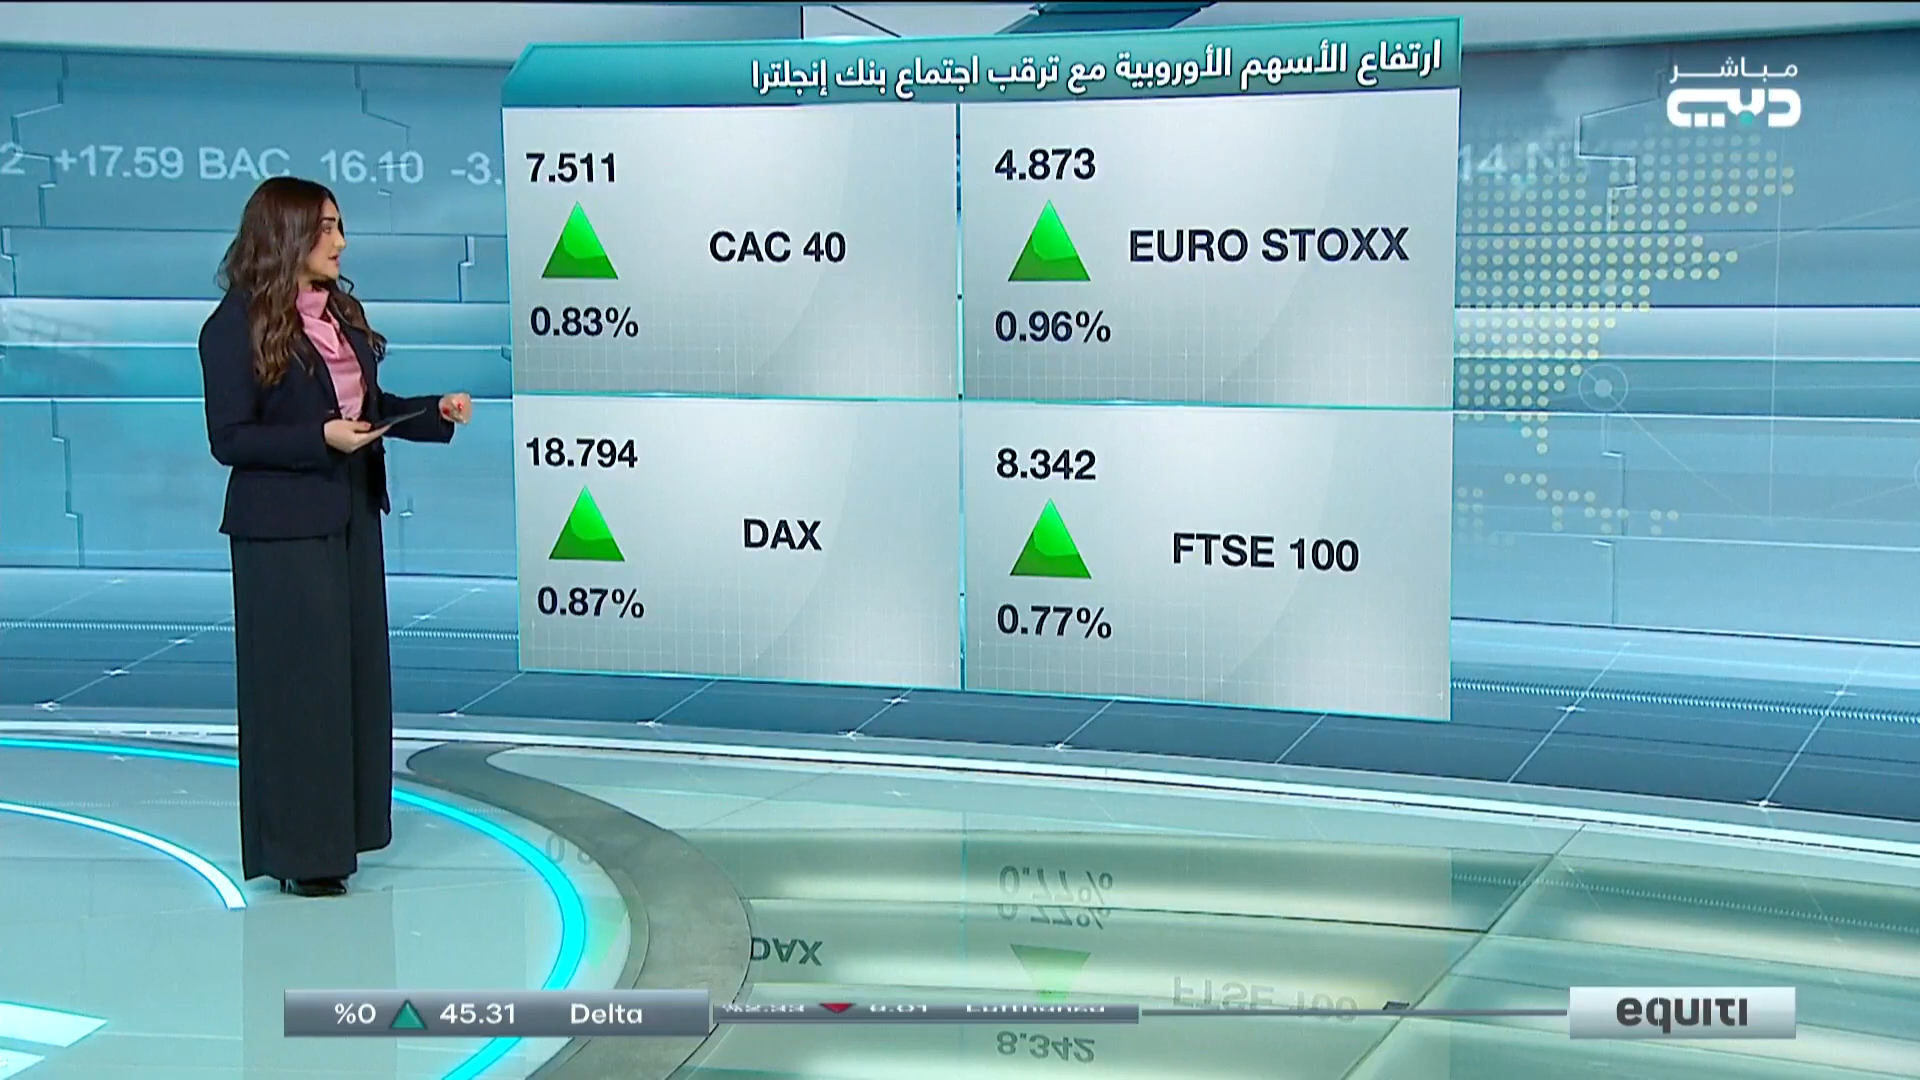 ارتفاع الأسهم الأوروبية مع ترقب اجتماع بنك إنجلترا
مباشر
دبي
+17.59 BAC 16.10 -3.
7.511
CAC 40
0.83%
4.873
EURO STOXX
0.96%
18.794
DAX
0.87%
8.342
FTSE 100
0.77%
%0 45.31 Delta
equiti